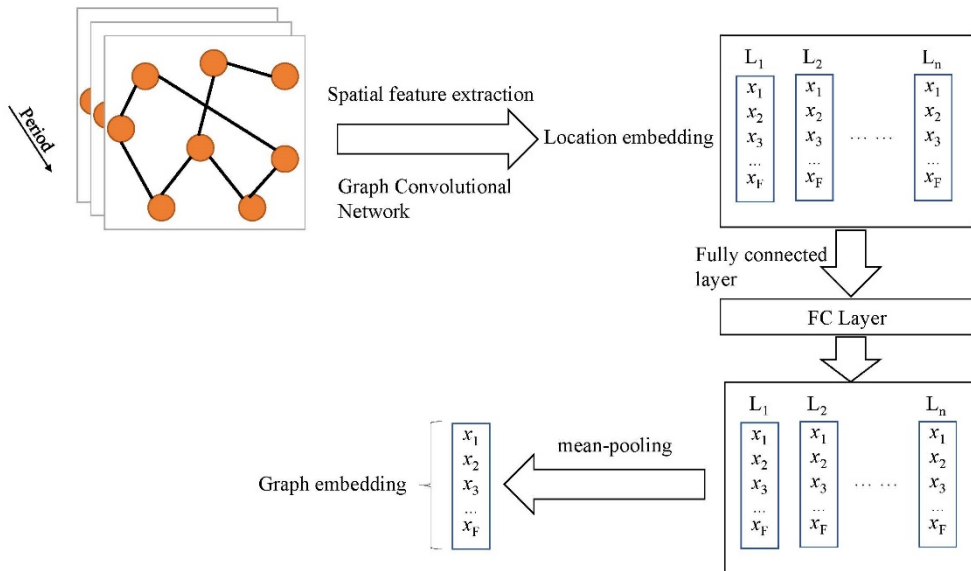 Period
Spatial feature extraction
Graph Convolutional
Network
Location embedding
L1 L2 Ln
x1 x1 x1
x2 x2 x2
x3 x3 ... ... x3
... ... ...
xF xF xF
Fully connected
layer
FC Layer
L1 L2 Ln
x1 x1 x1
x2 x2 x2
x3 x3 ... ... x3
... ... ...
xF xF xF
mean-pooling
Graph embedding
x1
x2
x3
...
xF